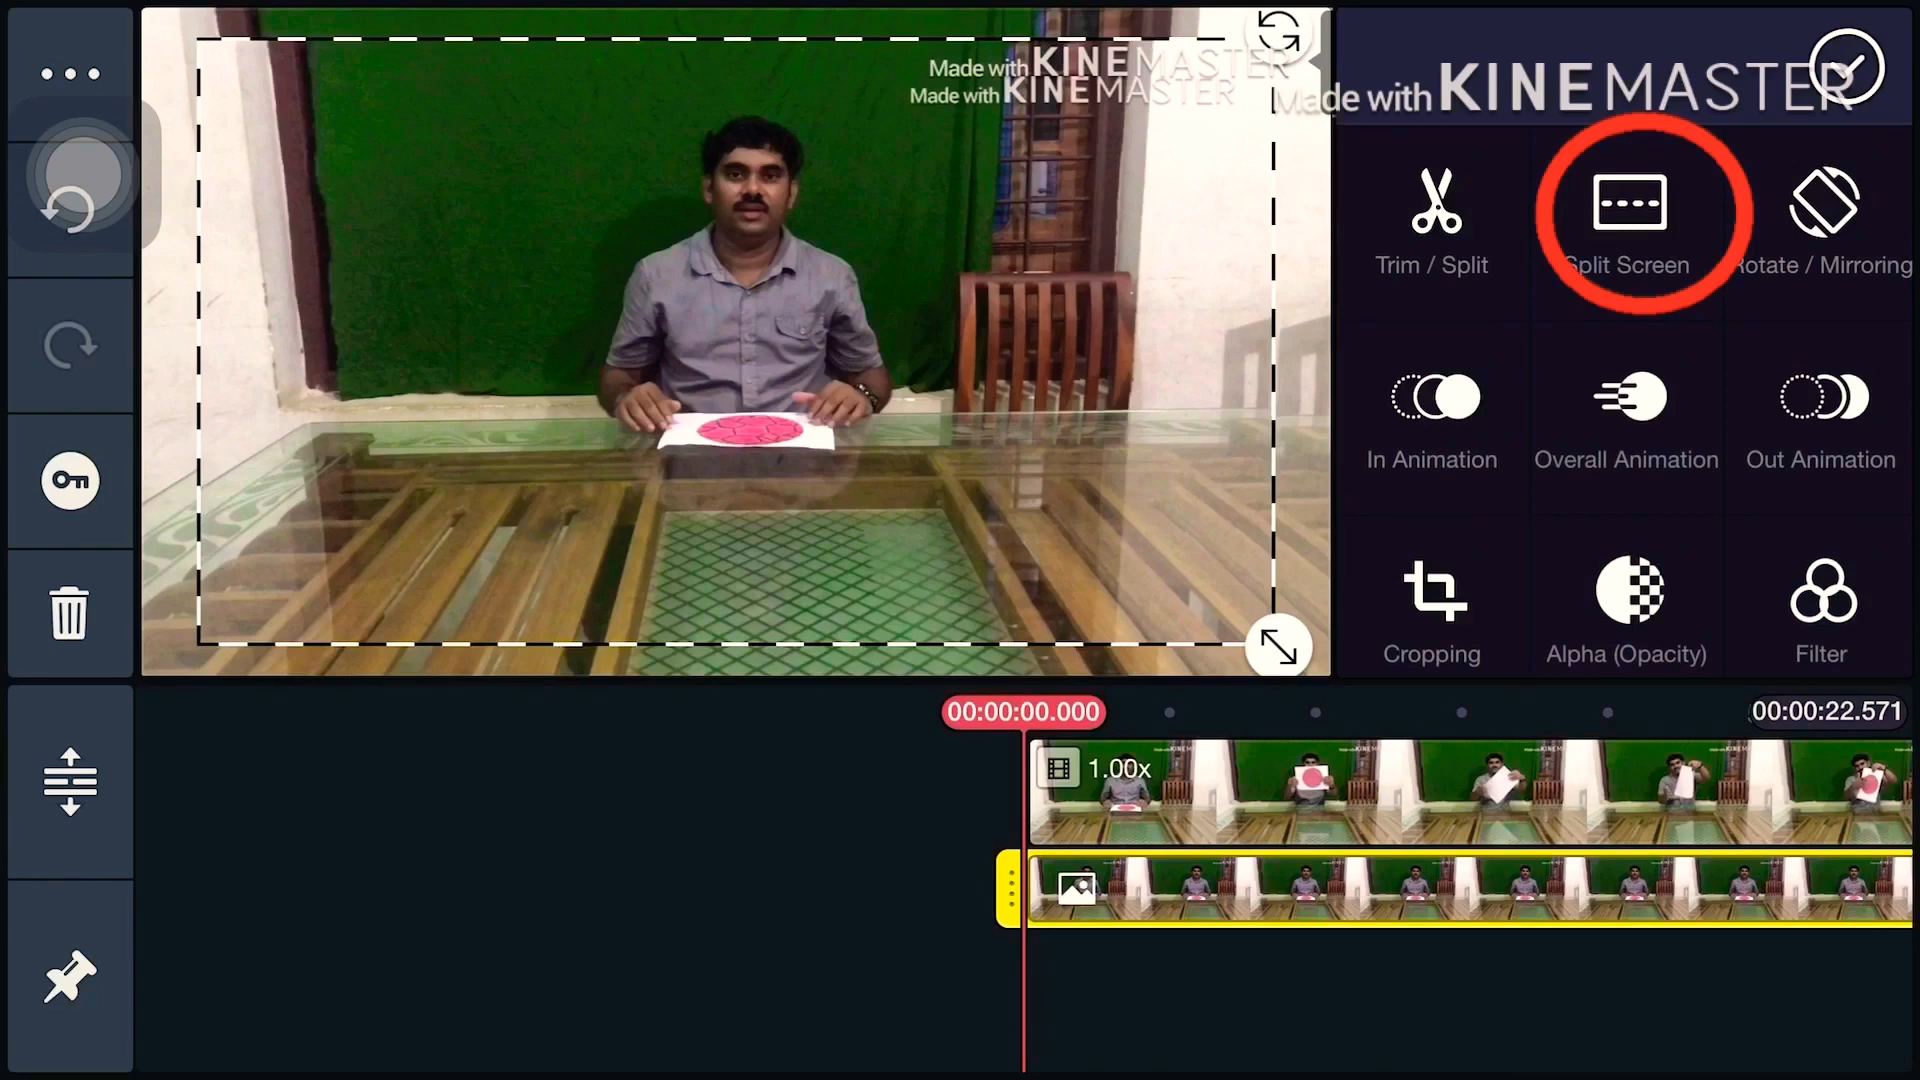 Made with KINEMASTER
Made with KINEMASTER
Made with KINEMASTER
Trim / Split
Split Screen
Rotate / Mirroring
In Animation
Overall Animation
Out Animation
Cropping
Alpha (Opacity)
Filter
00:00:00.000
00:00:22.571
1.00x